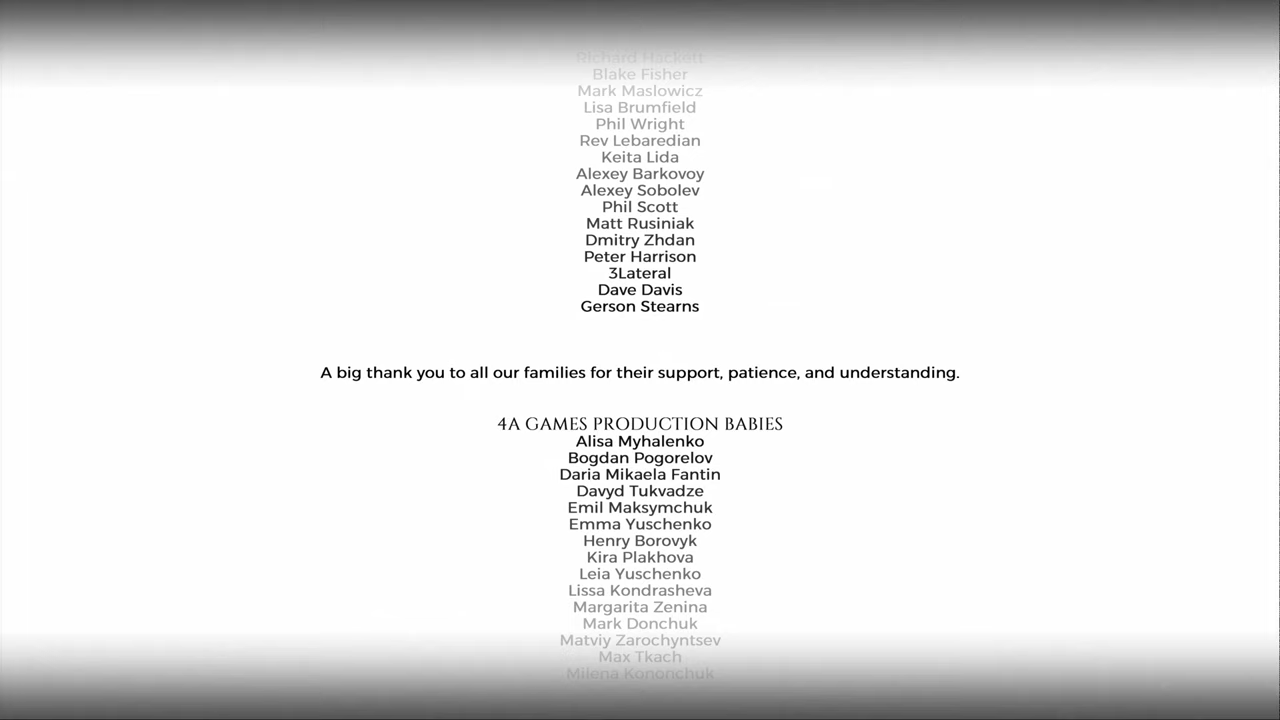 Richard Hackett
Blake Fisher
Mark Maslowicz
Lisa Brumfield
Phil Wright
Rev Lebaredian
Keita Lida
Alexey Barkovoy
Alexey Sobolev
Phil Scott
Matt Rusiniak
Dmitry Zhdan
Peter Harrison
3Lateral
Dave Davis
Gerson Stearns
A big thank you to all our families for their support, patience, and understanding.
4A GAMES PRODUCTION BABIES
Alisa Myhalenko
Bogdan Pogorelov
Daria Mikaela Fantin
Davyd Tukvadze
Emil Maksymchuk
Emma Yuschenko
Henry Borovyk
Kira Plakhova
Leia Yuschenko
Lissa Kondrasheva
Margarita Zenina
Mark Donchuk
Matviy Zarochyntsev
Max Tkach
Milena Kononchuk